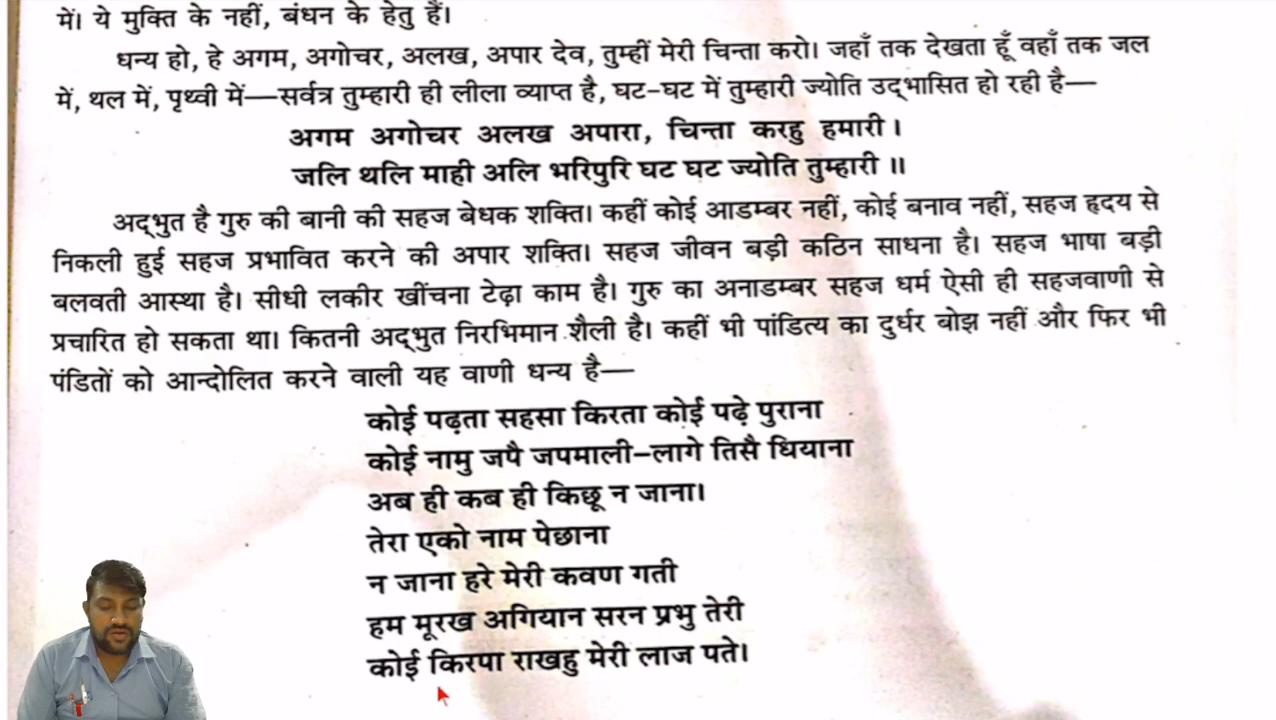 में। ये मुक्ति के नहीं, बंधन के हेतु हैं।
धन्य हो, हे अगम, अगोचर, अलख, अपार देव, तुम्हीं मेरी चिन्ता करो। जहाँ तक देखता हूँ वहाँ तक जल
में, थल में, पृथ्वी में—सर्वत्र तुम्हारी ही लीला व्याप्त है, घट-घट में तुम्हारी ज्योति उद्भासित हो रही है—
अगम अगोचर अलख अपारा, चिन्ता करहु हमारी।
जलि थलि माही अलि भरिपुरि घट घट ज्योति तुम्हारी॥
अद्भुत है गुरु की बानी की सहज बेधक शक्ति। कहीं कोई आडम्बर नहीं, कोई बनाव नहीं, सहज हृदय से
निकली हुई सहज प्रभावित करने की अपार शक्ति। सहज जीवन बड़ी कठिन साधना है। सहज भाषा बड़ी
बलवती आस्था है। सीधी लकीर खींचना टेढ़ा काम है। गुरु का अनाडम्बर सहज धर्म ऐसी ही सहजवाणी से
प्रचारित हो सकता था। कितनी अद्भुत निरभिमान शैली है। कहीं भी पांडित्य का दुर्धर बोझ नहीं और फिर भी
पंडितों को आन्दोलित करने वाली यह वाणी धन्य है—
कोई पढ़ता सहसा किरता कोई पढ़े पुराना
कोई नामु जपै जपमाली-लागे तिसै धियाना
अब ही कब ही किछू न जाना।
तेरा एको नाम पेछाना
न जाना हरे मेरी कवण गती
हम मूरख अगियान सरन प्रभु तेरी
कोई किरपा राखहु मेरी लाज पते।